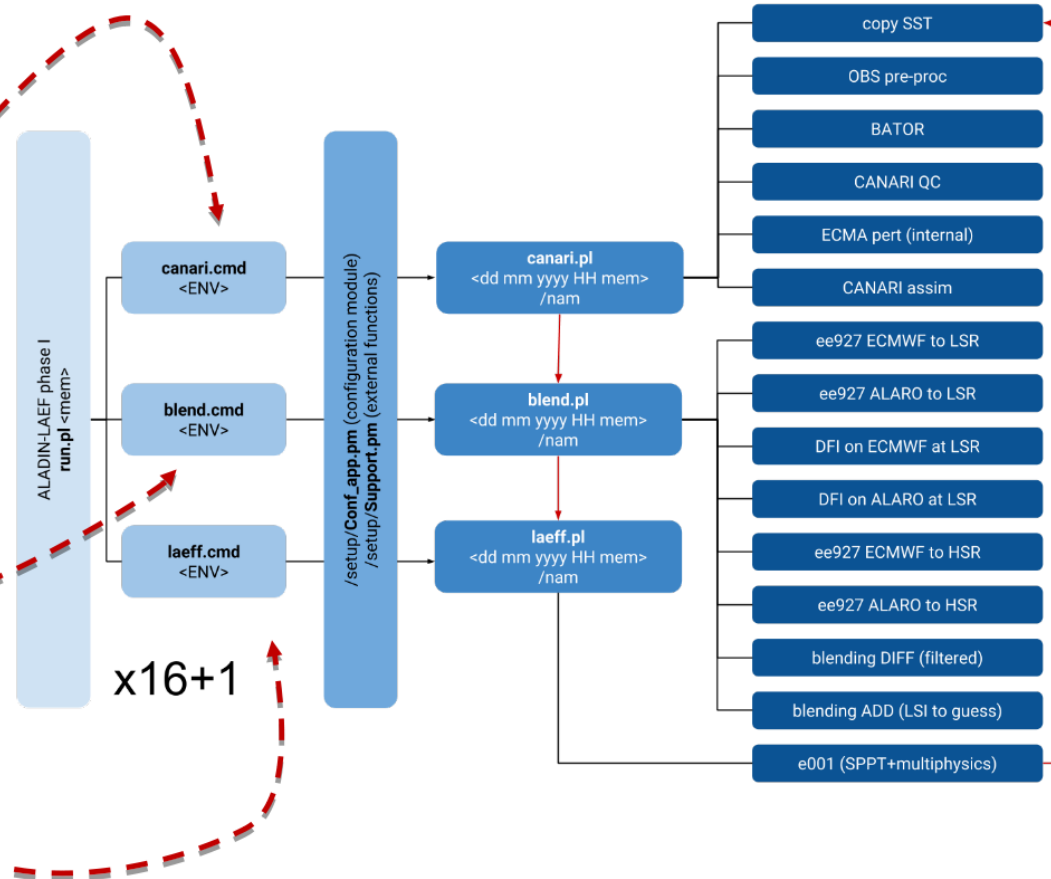 ALADIN-LAEF phase I
run.pl <mem>
canari.cmd
<ENV>
blend.cmd
<ENV>
laeff.cmd
<ENV>
x16+1
/setup/Conf_app.pm (configuration module)
/setup/Support.pm (external functions)
canari.pl
<dd mm yyyy HH mem>
/nam
blend.pl
<dd mm yyyy HH mem>
/nam
laeff.pl
<dd mm yyyy HH mem>
/nam
copy SST
OBS pre-proc
BATOR
CANARI QC
ECMA pert (internal)
CANARI assim
ee927 ECMWF to LSR
ee927 ALARO to LSR
DFI on ECMWF at LSR
DFI on ALARO at LSR
ee927 ECMWF to HSR
ee927 ALARO to HSR
blending DIFF (filtered)
blending ADD (LSI to guess)
e001 (SPPT+multiphysics)